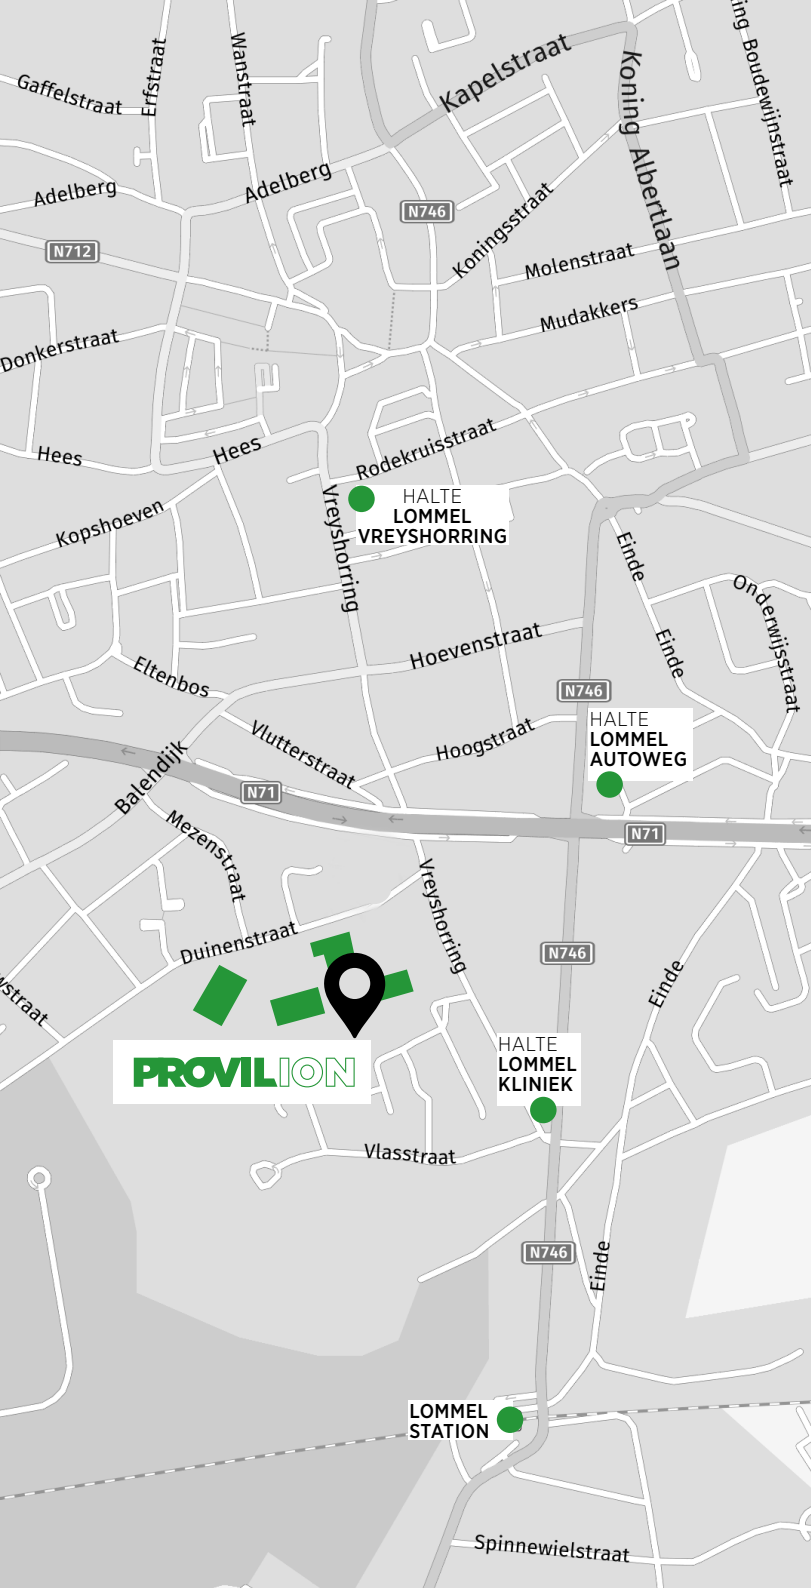 ing Boudewijnstraat
Kapelstraat
Erfstraat
Wanstraat
Koning Albertlaan
Gaffelstraat
Adelberg
Adelberg
N746
Koningsstraat
N712
Molenstraat
Mudakkers
Donkerstraat
Rodekruisstraat
Hees
Hees
HALTE
LOMMEL
VREYSHORRING
Kopshoeven
Vreyshorring
Einde
Onderwijsstraat
Hoevenstraat
Einde
Eltenbos
N746
HALTE
LOMMEL
AUTOWEG
Vlutterstraat
Hoogstraat
Balendijk
N71
N71
Mezenstraat
Vreyshorring
Duinenstraat
N746
Einde
wstraat
HALTE
LOMMEL
KLINIEK
PROVILION
Vlasstraat
N746
Einde
LOMMEL
STATION
Spinnewielstraat